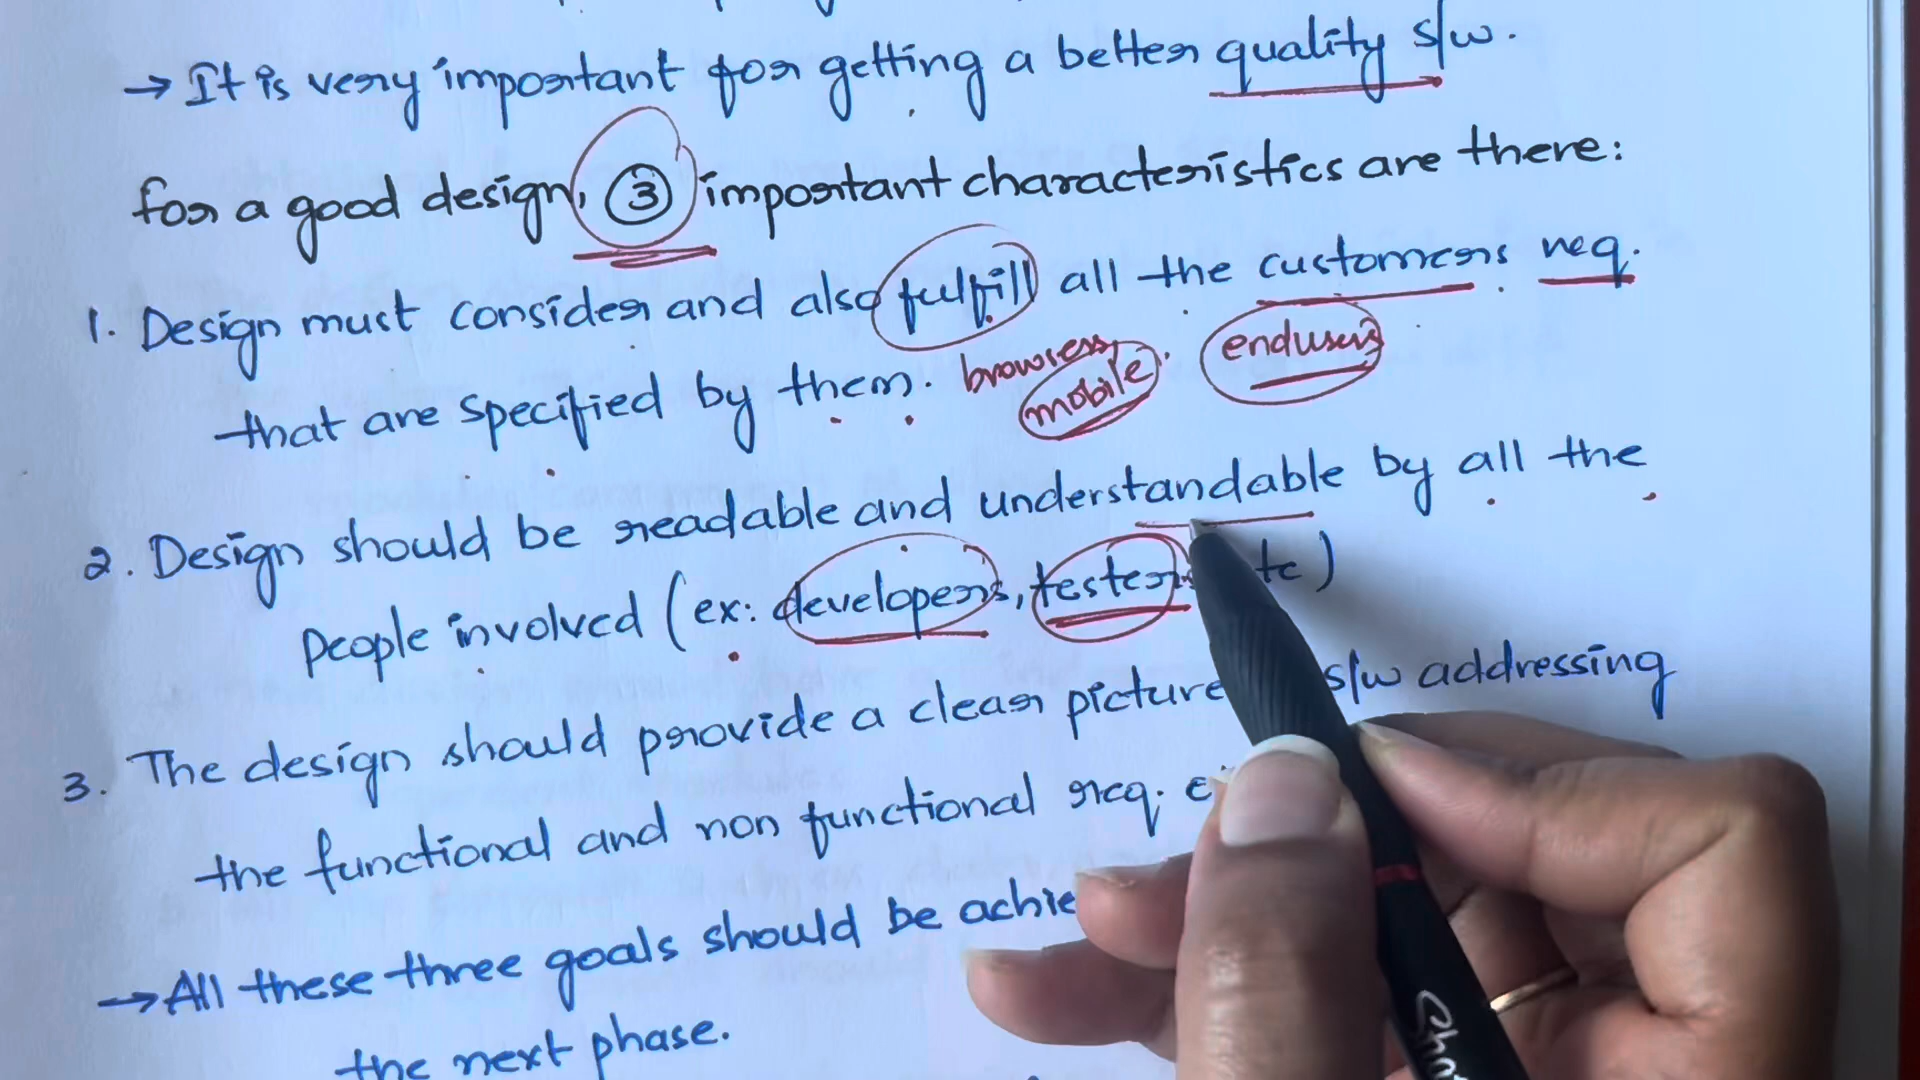 → It is very important for getting a better quality s/w.
for a good design, ③ important characteristics are there:
1. Design must consider and also fulfill all the customers req.
that are specified by them. browsers mobile. endusers
2. Design should be readable and understandable by all the
people involved (ex: developers, testers etc)
3. The design should provide a clear picture s/w addressing
the functional and non functional req.
→ All these three goals should be
the next phase.